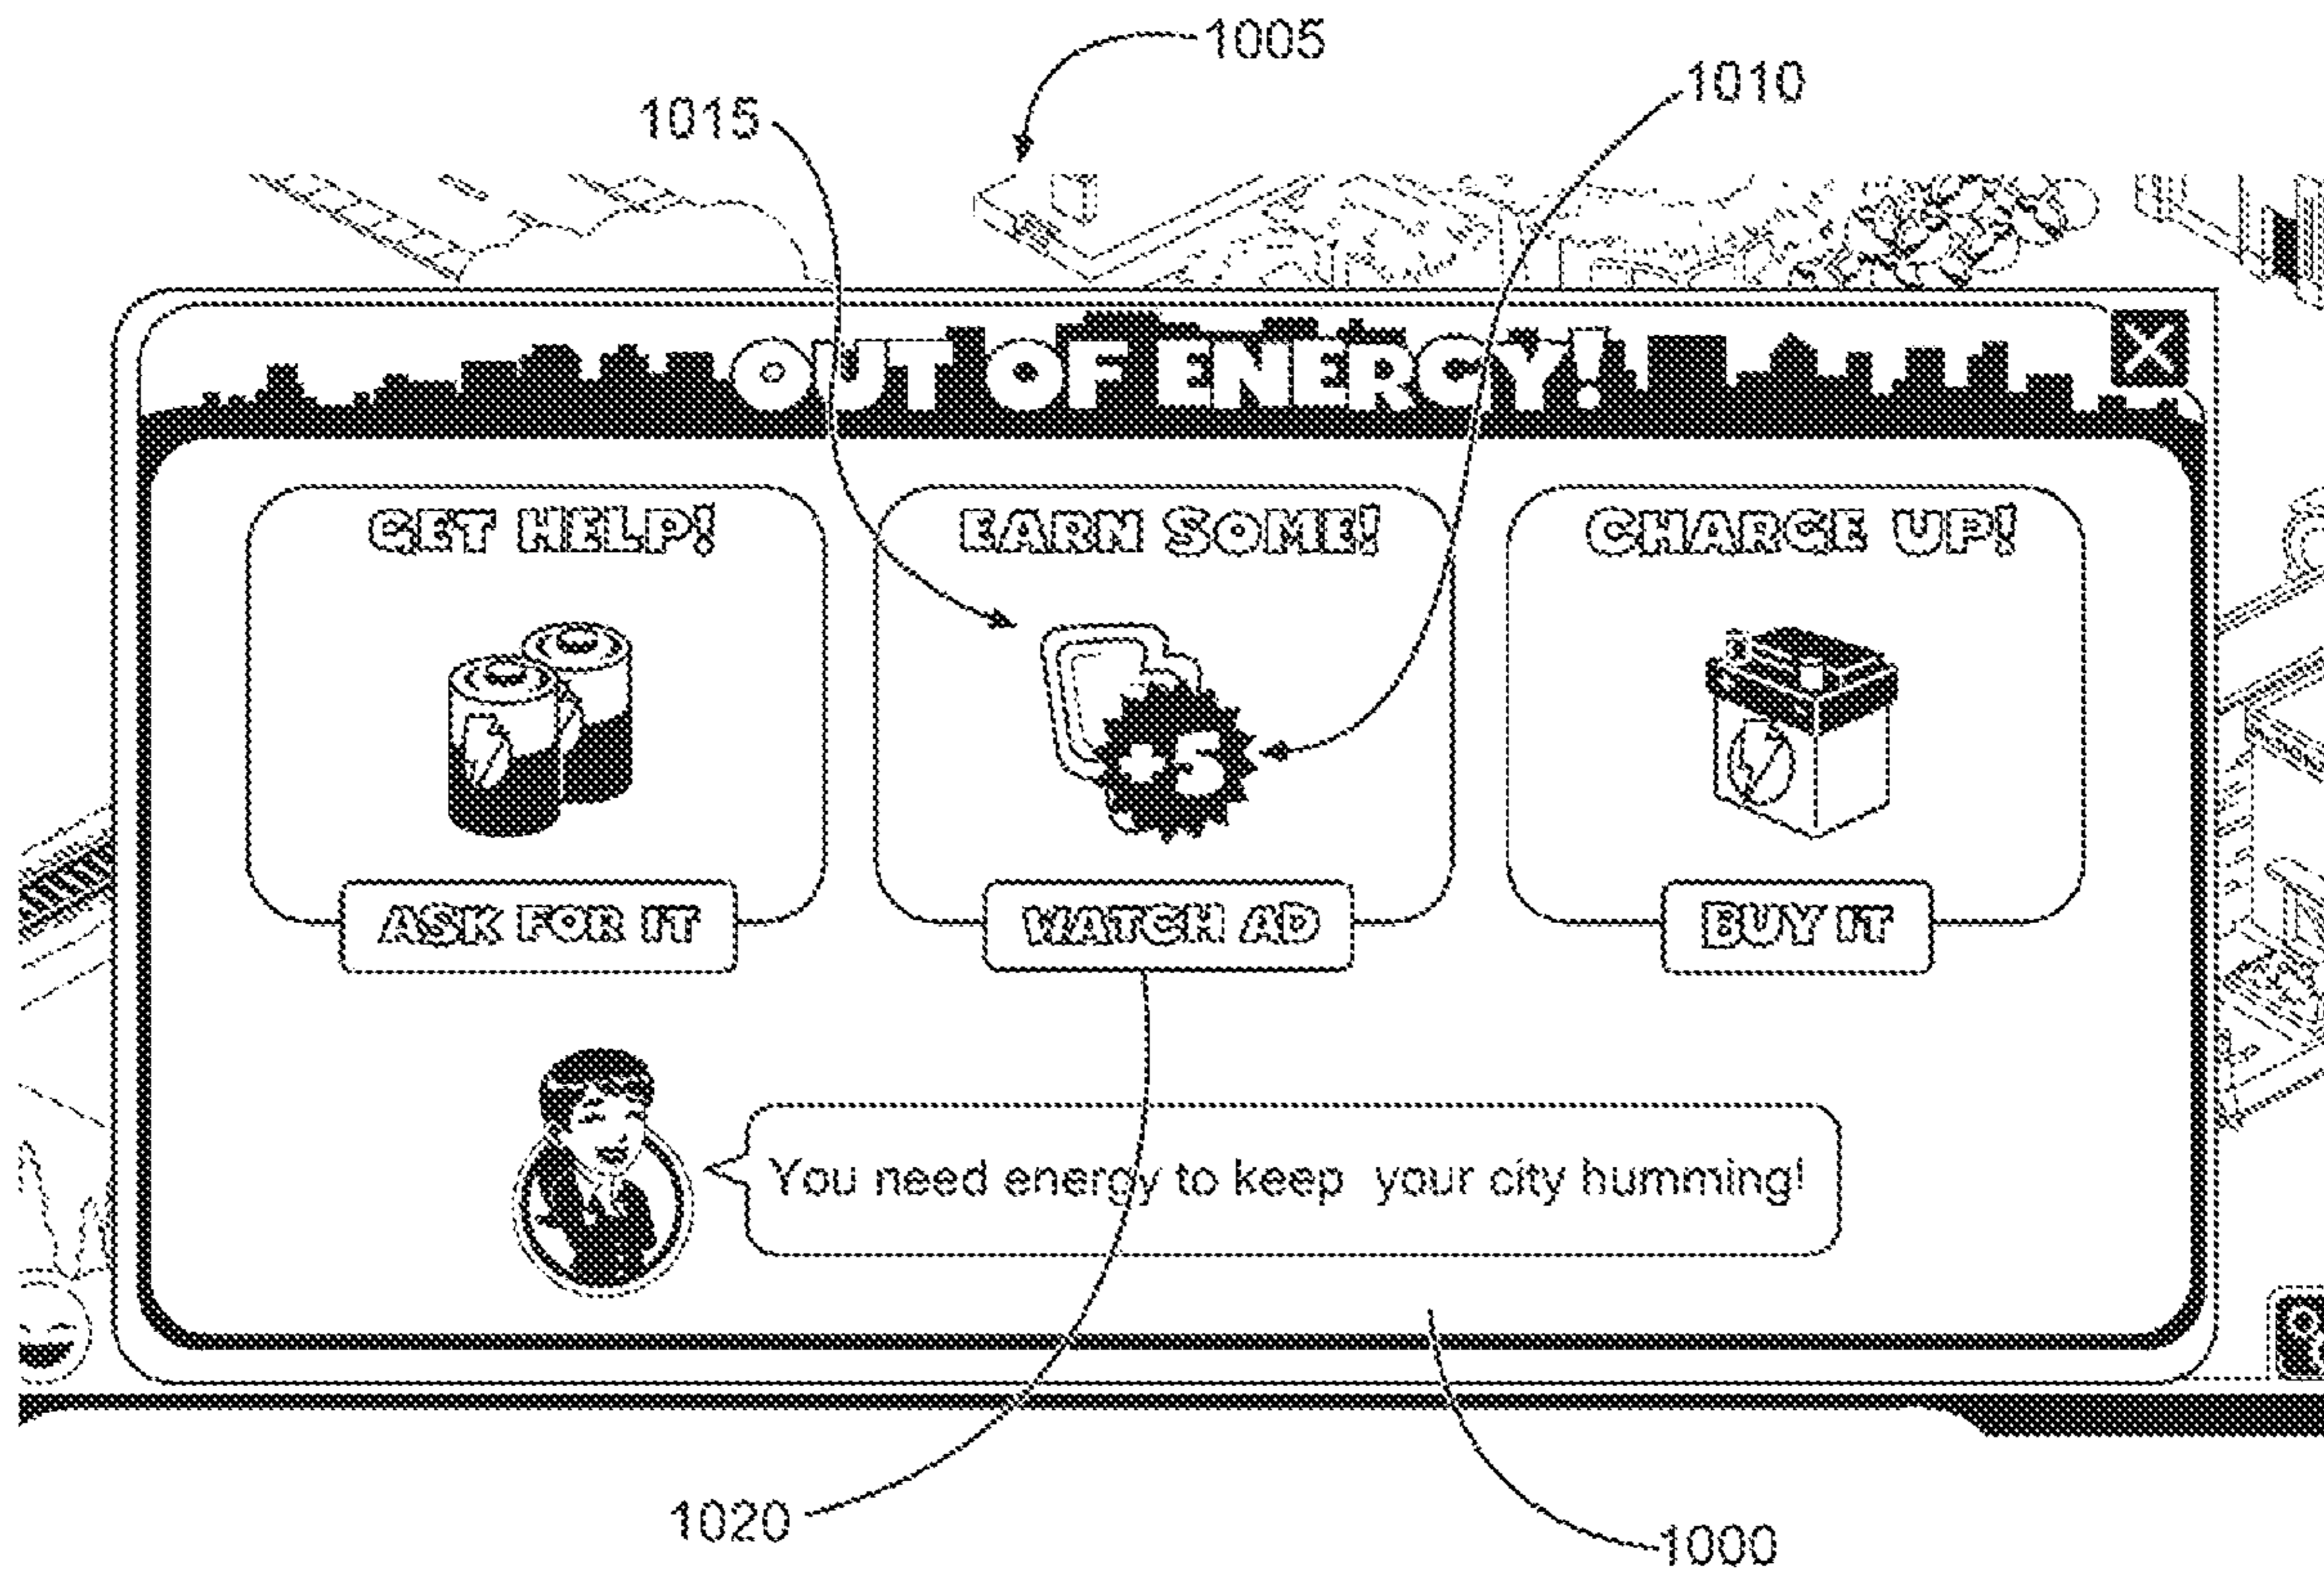 1005
1010
1015
OUT OF ENERGY!
GET HELP!
EARN SOME!
CHARGE UP!
+5
ASK FOR IT
WATCH AD
BUY IT
You need energy to keep your city humming!
1020
1000